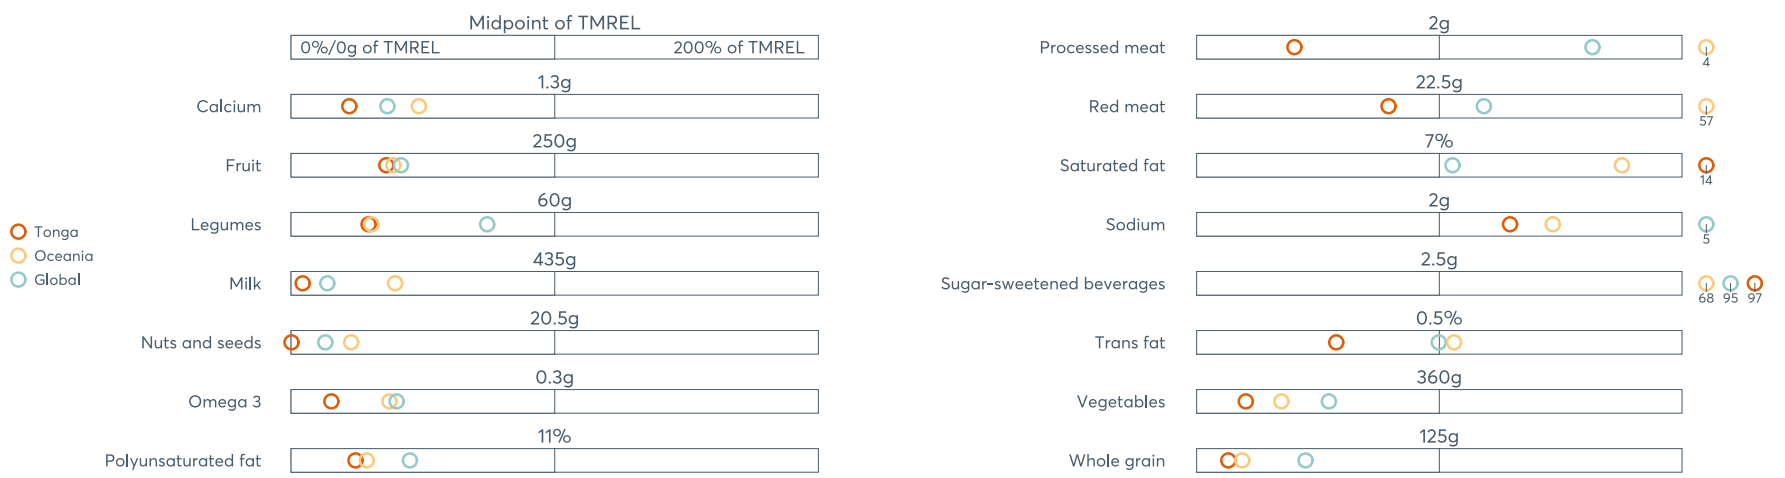 Midpoint of TMREL
0%/0g of TMREL 200% of TMREL
1.3g
Calcium
250g
Fruit
60g
Legumes
435g
Milk
20.5g
Nuts and seeds
0.3g
Omega 3
11%
Polyunsaturated fat
Tonga
Oceania
Global
2g
Processed meat
4
22.5g
Red meat
57
7%
Saturated fat
14
2g
Sodium
5
2.5g
Sugar-sweetened beverages
68 95 97
0.5%
Trans fat
360g
Vegetables
125g
Whole grain